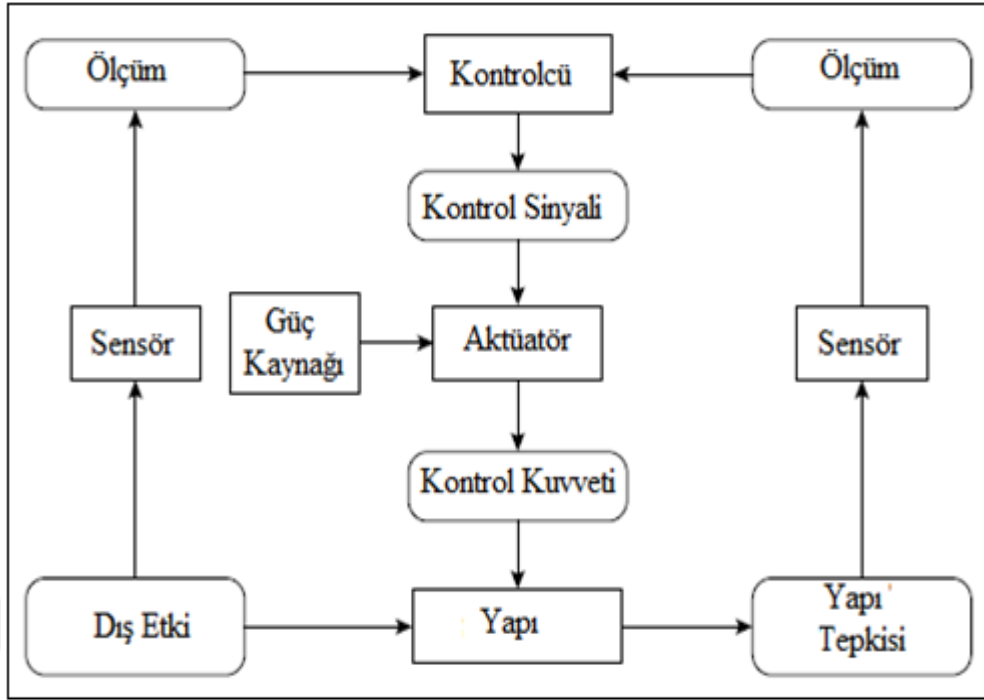 Ölçüm
Kontrolcü
Ölçüm
Kontrol Sinyali
Sensör
Güç
Kaynağı
Aktüatör
Sensör
Kontrol Kuvveti
Dış Etki
Yapı
Yapı
Tepkisi